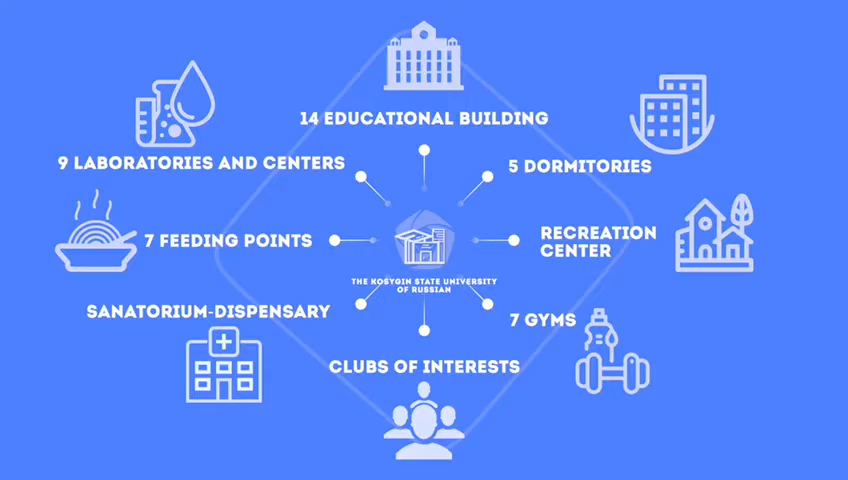 14 EDUCATIONAL BUILDING
9 LABORATORIES AND CENTERS
5 DORMITORIES
7 FEEDING POINTS
RECREATION
CENTER
THE KOSYGIN STATE UNIVERSITY
OF RUSSIAN
SANATORIUM-DISPENSARY
7 GYMS
CLUBS OF INTERESTS